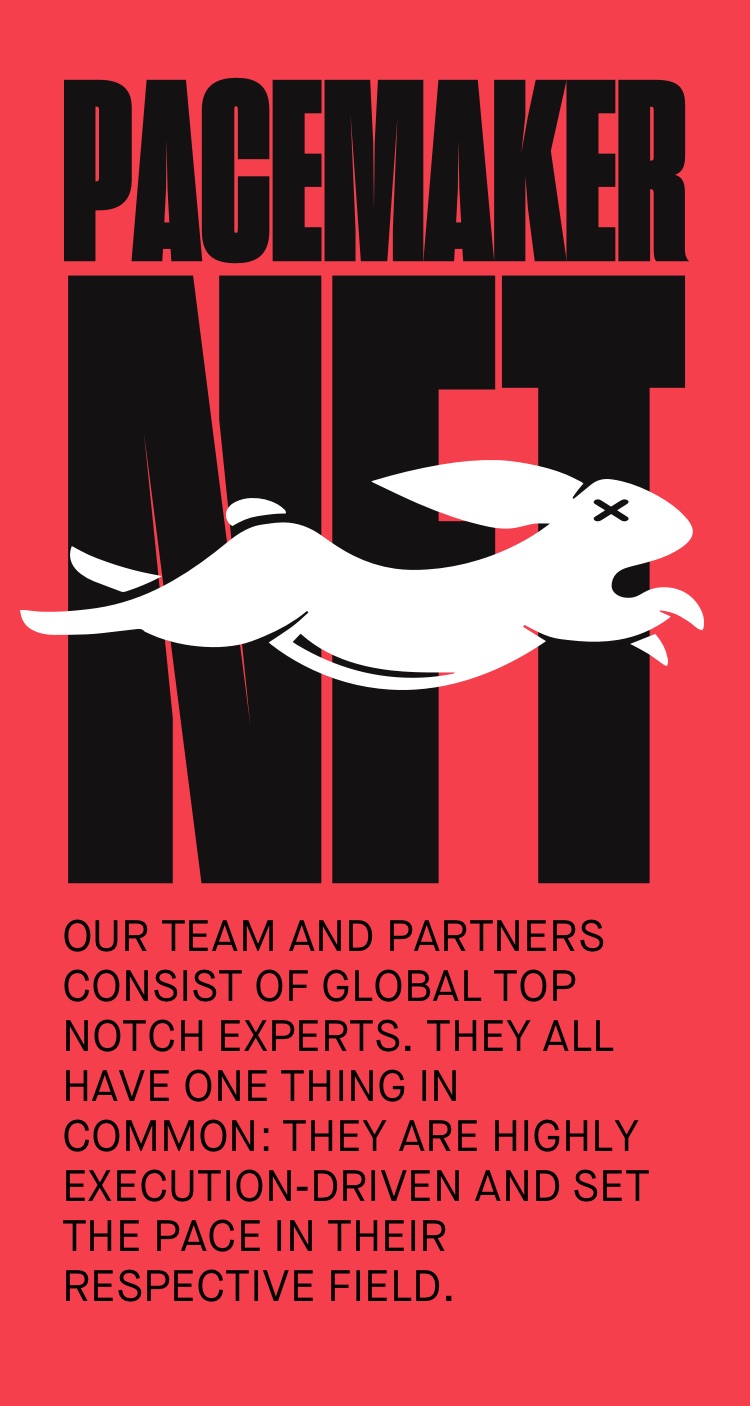 PACEMAKER
NFT
OUR TEAM AND PARTNERS
CONSIST OF GLOBAL TOP
NOTCH EXPERTS. THEY ALL
HAVE ONE THING IN
COMMON: THEY ARE HIGHLY
EXECUTION-DRIVEN AND SET
THE PACE IN THEIR
RESPECTIVE FIELD.